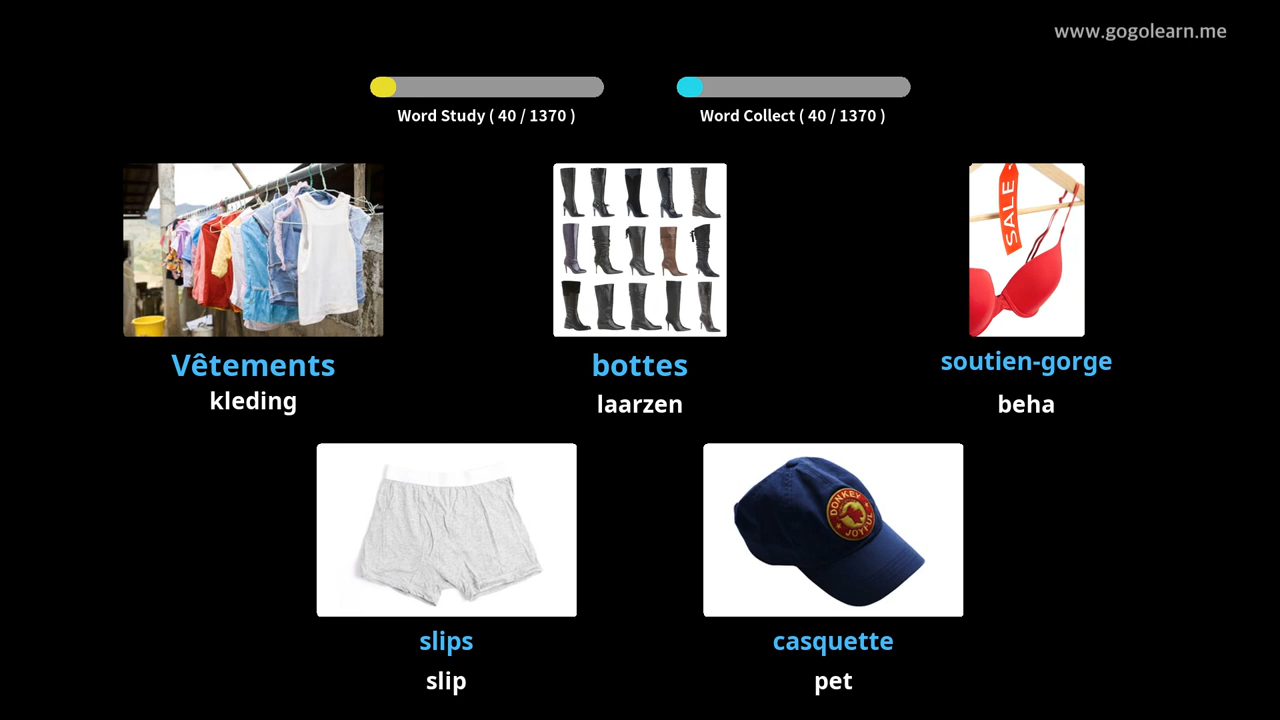 www.gogolearn.me
Word Study ( 40 / 1370 )
Word Collect ( 40 / 1370 )
SALE
Vêtements
kleding
bottes
laarzen
soutien-gorge
beha
DONKEY
JOYFUL
slips
slip
casquette
pet